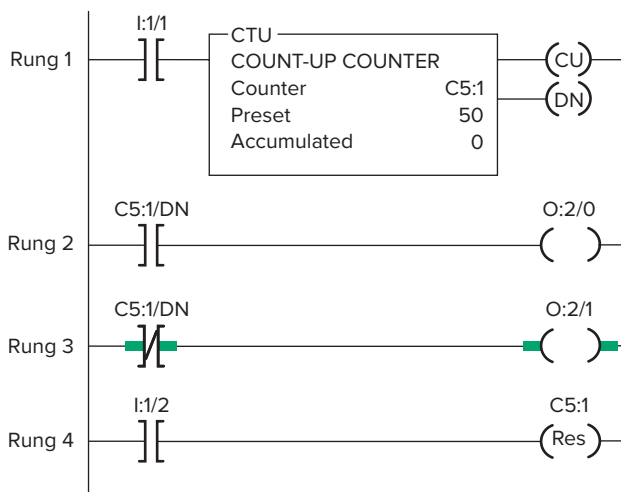 I:1/1
Rung 1
CTU
COUNT-UP COUNTER
Counter C5:1
Preset 50
Accumulated 0
CU
DN
C5:1/DN O:2/0
Rung 2
C5:1/DN O:2/1
Rung 3
I:1/2 C5:1
Rung 4
Res